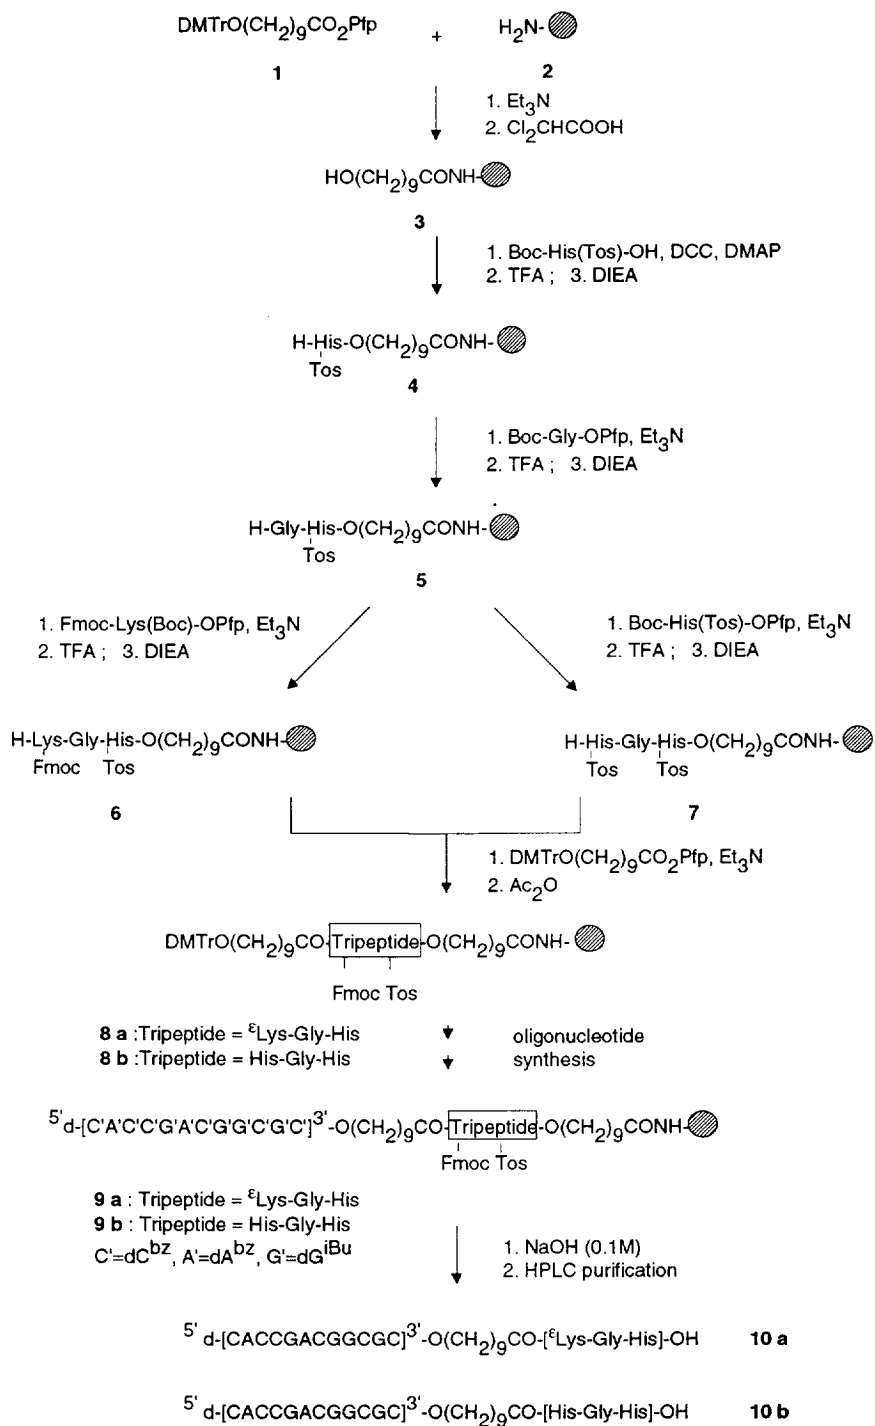 DMTrO(CH2)9CO2Pfp + H2N-
1 2
1. Et3N
2. Cl2CHCOOH
HO(CH2)9CONH-
3
1. Boc-His(Tos)-OH, DCC, DMAP
2. TFA ; 3. DIEA
H-His-O(CH2)9CONH-
Tos
4
1. Boc-Gly-OPfp, Et3N
2. TFA ; 3. DIEA
H-Gly-His-O(CH2)9CONH-
Tos
5
1. Fmoc-Lys(Boc)-OPfp, Et3N
2. TFA ; 3. DIEA
1. Boc-His(Tos)-OPfp, Et3N
2. TFA ; 3. DIEA
H-Lys-Gly-His-O(CH2)9CONH-
Fmoc Tos
6
H-His-Gly-His-O(CH2)9CONH-
Tos Tos
7
1. DMTrO(CH2)9CO2Pfp, Et3N
2. Ac2O
DMTrO(CH2)9CO-Tripeptide-O(CH2)9CONH-
Fmoc Tos
8 a :Tripeptide = εLys-Gly-His
8 b :Tripeptide = His-Gly-His
oligonucleotide
synthesis
5'd-[C'A'C'C'G'A'C'G'G'C'G'C']3'-O(CH2)9CO-Tripeptide-O(CH2)9CONH-
Fmoc Tos
9 a : Tripeptide = εLys-Gly-His
9 b : Tripeptide = His-Gly-His
C'=dCbz, A'=dAbz, G'=dGiBu
1. NaOH (0.1M)
2. HPLC purification
5' d-[CACCGACGGCGC]3'-O(CH2)9CO-[εLys-Gly-His]-OH 10 a
5' d-[CACCGACGGCGC]3'-O(CH2)9CO-[His-Gly-His]-OH 10 b